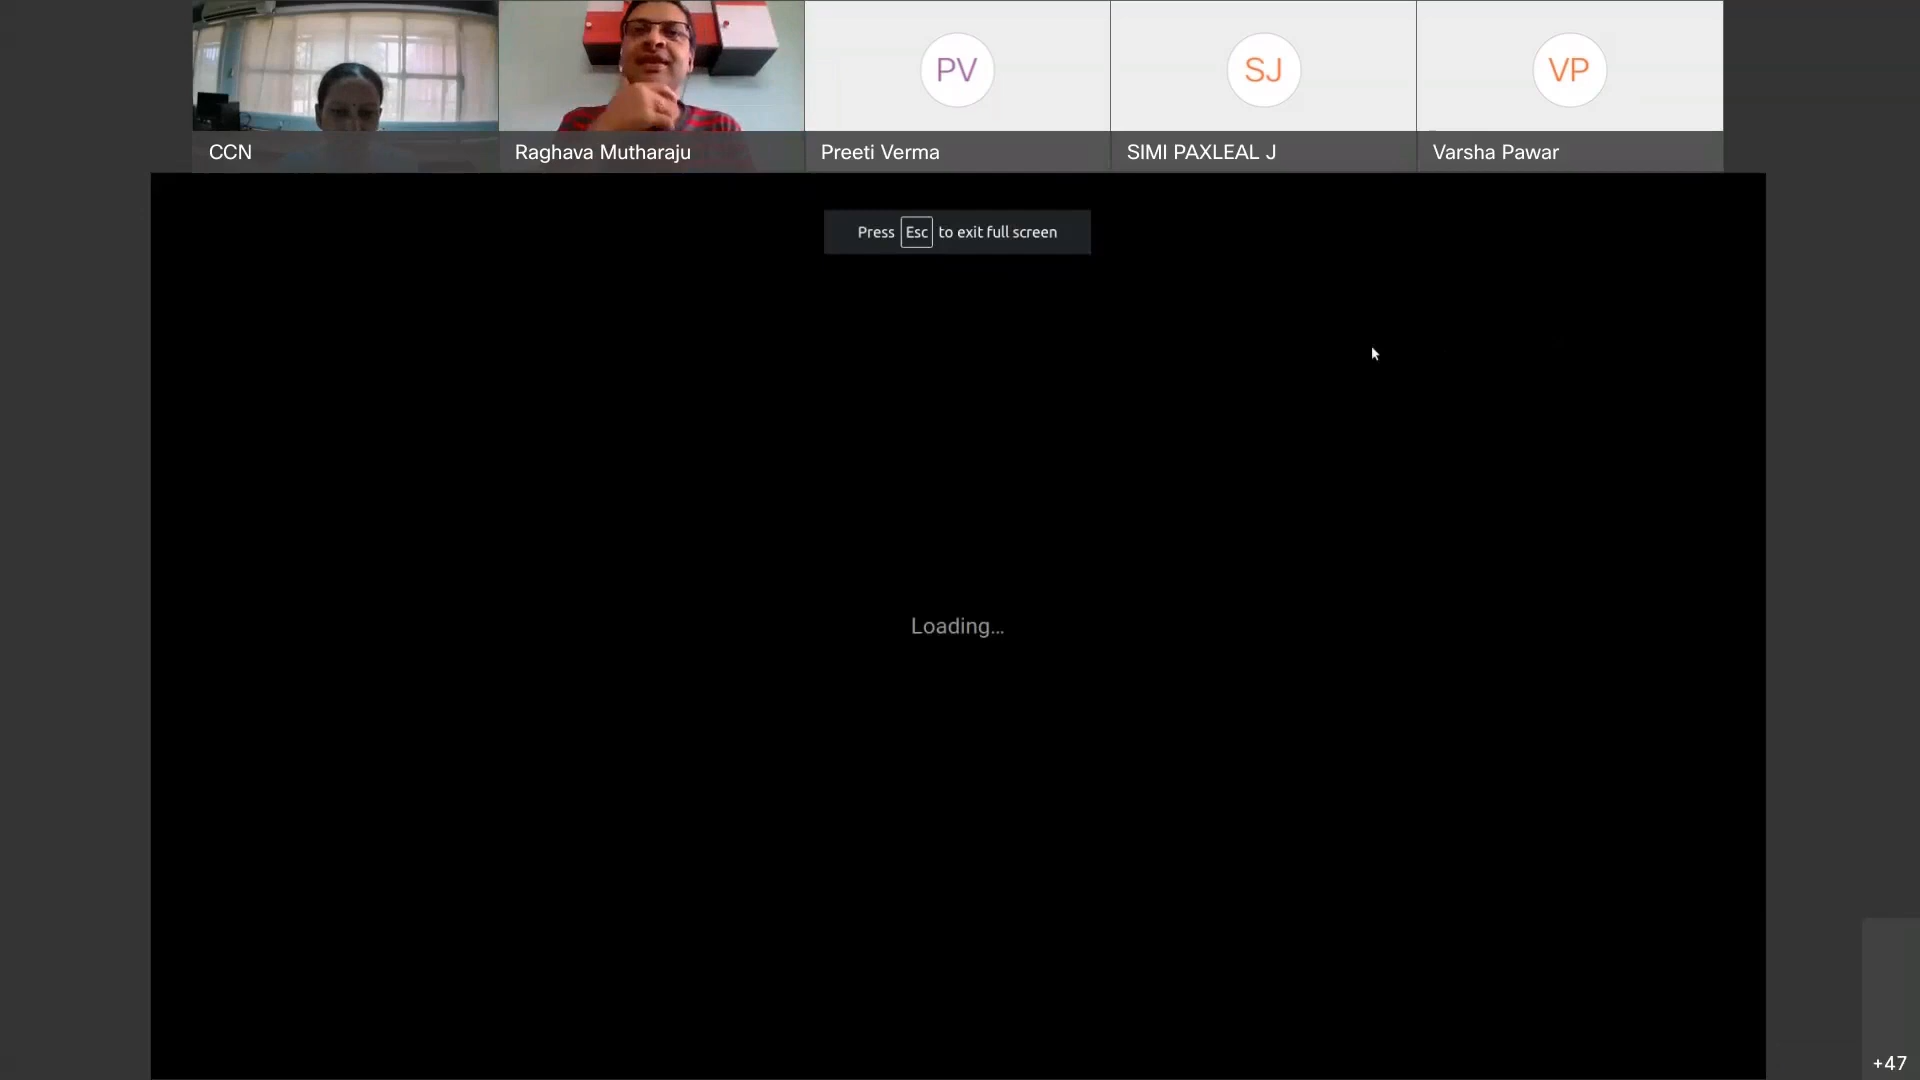 PV
SJ
VP
CCN
Raghava Mutharaju
Preeti Verma
SIMI PAXLEAL J
Varsha Pawar
Press Esc to exit full screen
Loading...
+47